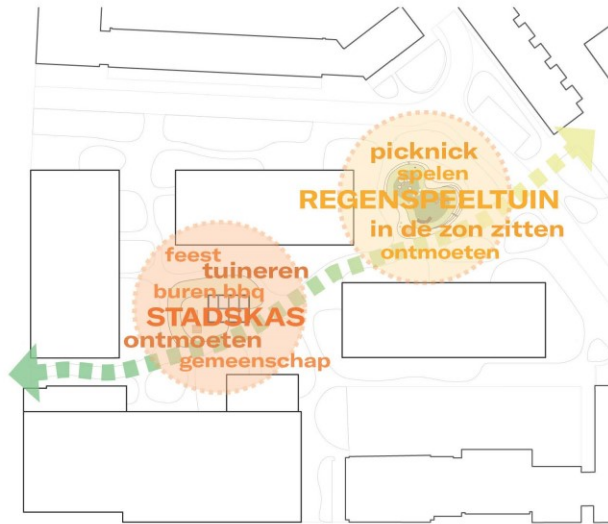 picknick
spelen
REGENSPEELTUIN
in de zon zitten
ontmoeten
feest
tuineren
buren bbq
STADSKAS
ontmoeten
gemeenschap